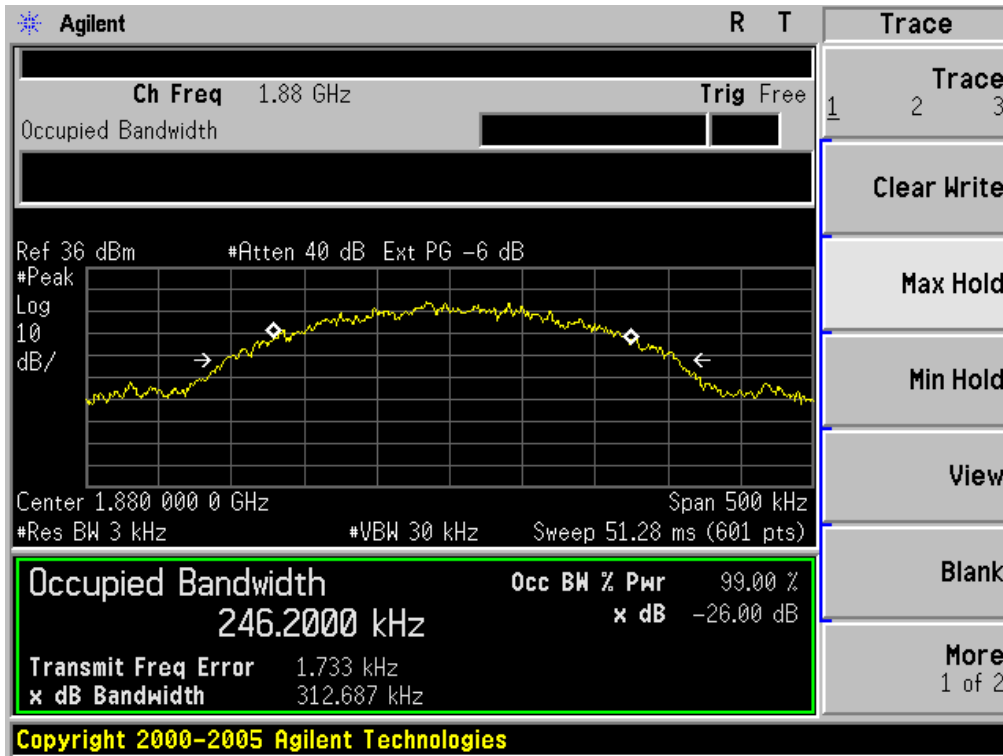 Agilent R T Trace
Ch Freq 1.88 GHz Trig Free
Occupied Bandwidth
Trace
1 2 3
Clear Write
Max Hold
Min Hold
View
Blank
More
1 of 2
Ref 36 dBm #Atten 40 dB Ext PG -6 dB
#Peak
Log
10
dB/
Center 1.880 000 0 GHz Span 500 kHz
#Res BW 3 kHz #VBW 30 kHz Sweep 51.28 ms (601 pts)
Occupied Bandwidth Occ BW % Pwr 99.00 %
246.2000 kHz x dB -26.00 dB
Transmit Freq Error 1.733 kHz
x dB Bandwidth 312.687 kHz
Copyright 2000-2005 Agilent Technologies